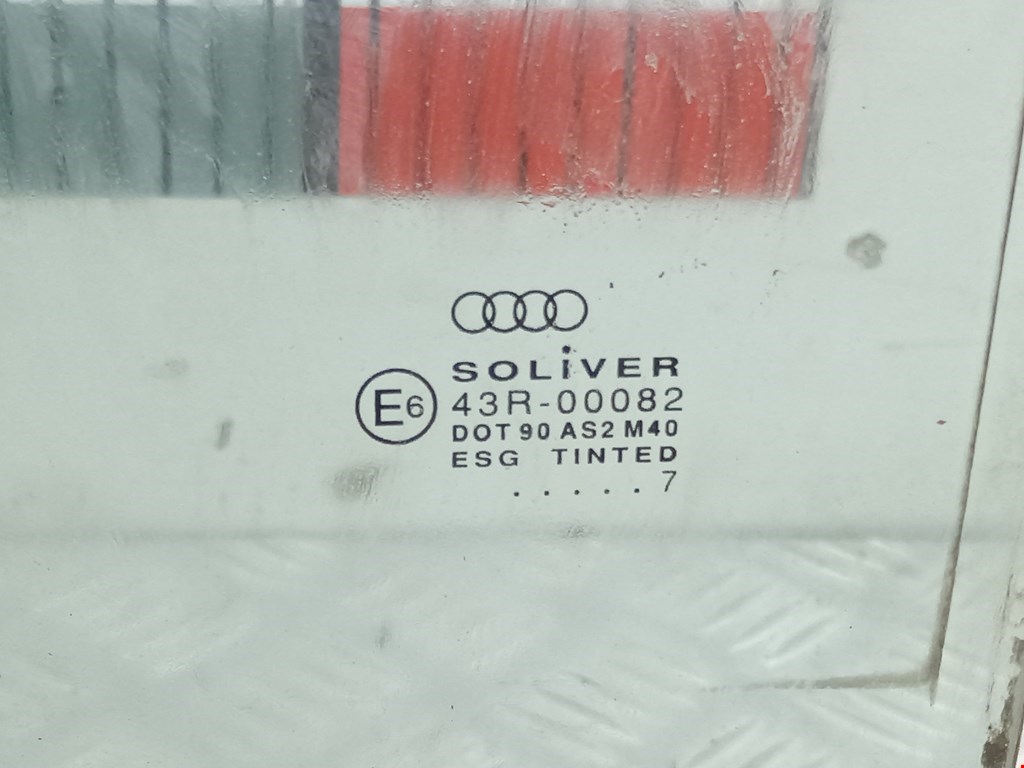 SOLiVER
E6 43R-00082
DOT 90 AS2 M40
ESG TINTED
.....7